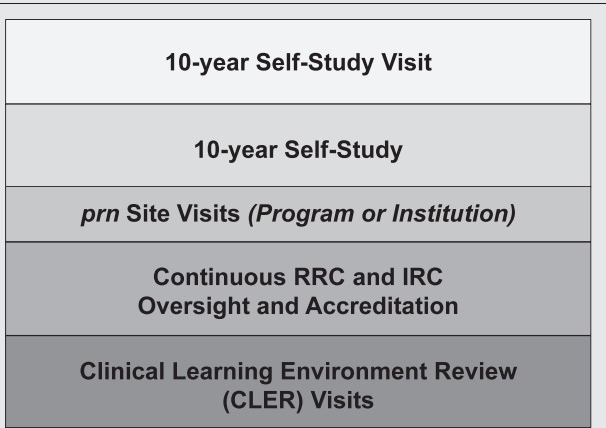 10-year Self-Study Visit
10-year Self-Study
prn Site Visits (Program or Institution)
Continuous RRC and IRC
Oversight and Accreditation
Clinical Learning Environment Review
(CLER) Visits